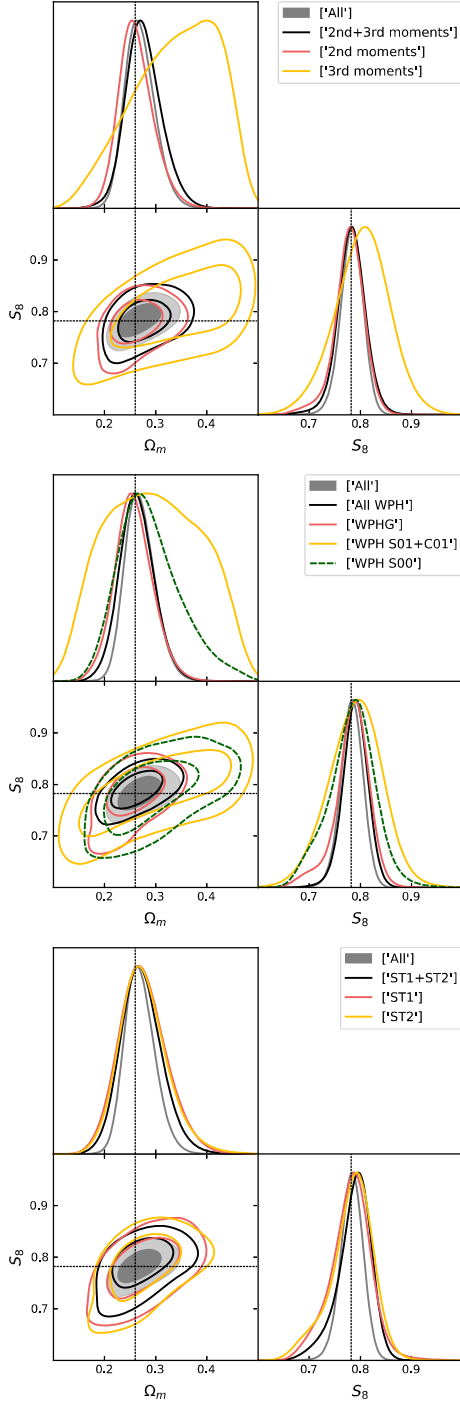 ['All']
['2nd+3rd moments']
['2nd moments']
['3rd moments']
0.9
0.8
0.7
S₈
0.2 0.3 0.4
Ωₘ
0.7 0.8 0.9
S₈
['All']
['All WPH']
['WPHG']
['WPH S01+C01']
['WPH S00']
0.9
0.8
0.7
S₈
0.2 0.3 0.4
Ωₘ
0.7 0.8 0.9
S₈
['All']
['ST1+ST2']
['ST1']
['ST2']
0.9
0.8
0.7
S₈
0.2 0.3 0.4
Ωₘ
0.7 0.8 0.9
S₈